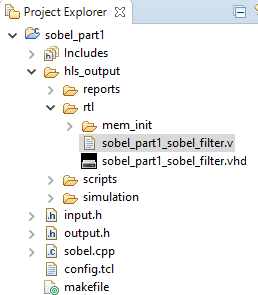 Project Explorer
sobel_part1
Includes
hls_output
reports
rtl
mem_init
sobel_part1_sobel_filter.v
sobel_part1_sobel_filter.vhd
scripts
simulation
input.h
output.h
sobel.cpp
config.tcl
makefile